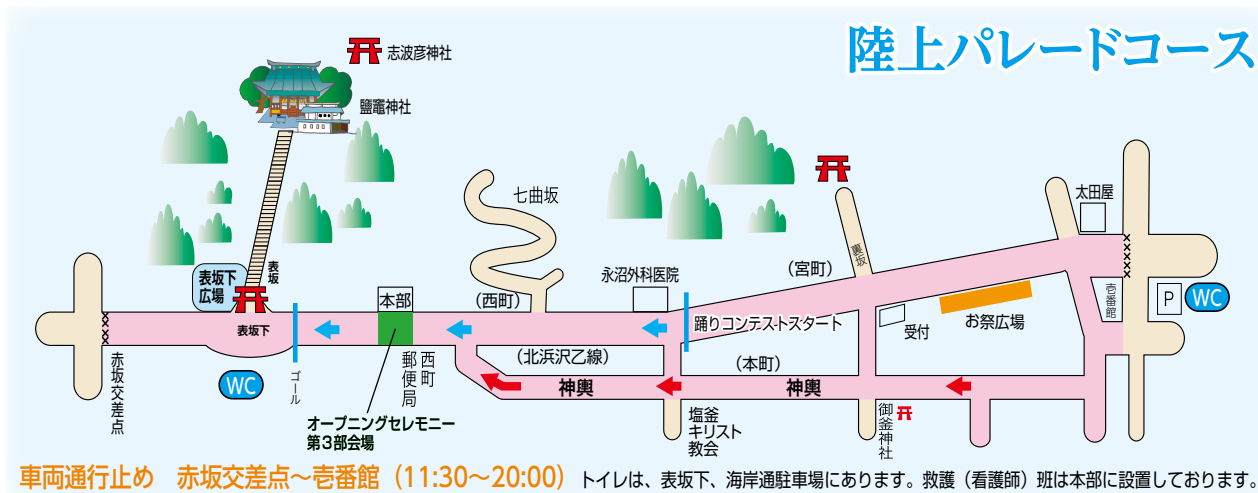 陸上パレードコース
志波彦神社
鹽竈神社
表坂
表坂下
広場
表坂下
赤坂交差点
WC
ゴール
本部
西町
郵便局
オープニングセレモニー
第3部会場
七曲坂
（西町）
（北浜沢乙線）
永沼外科医院
踊りコンテストスタート
（宮町）
（本町）
神輿
神輿
塩釜
キリスト
教会
裏坂
受付
お祭広場
御釜神社
太田屋
壱番館
P
WC
車両通行止め　赤坂交差点～壱番館（11:30～20:00）
トイレは、表坂下、海岸通駐車場にあります。救護（看護師）班は本部に設置しております。